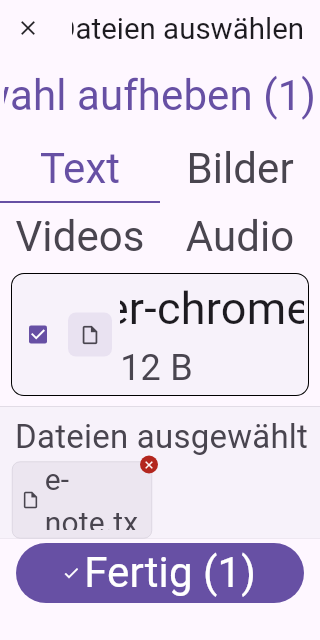 Dateien auswählen
wahl aufheben (1)
Text
Bilder
Videos
Audio
er-chrome
12 B
Dateien ausgewählt
e-
note.tx
Fertig (1)